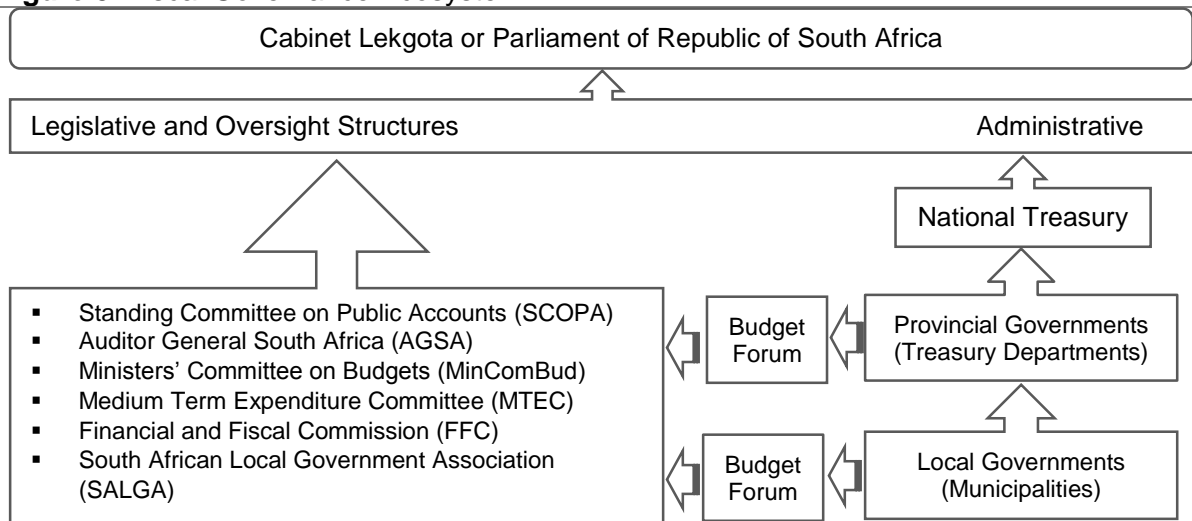 Cabinet Lekgota or Parliament of Republic of South Africa
Legislative and Oversight Structures
Administrative
National Treasury
▪ Standing Committee on Public Accounts (SCOPA)
▪ Auditor General South Africa (AGSA)
▪ Ministers’ Committee on Budgets (MinComBud)
▪ Medium Term Expenditure Committee (MTEC)
▪ Financial and Fiscal Commission (FFC)
▪ South African Local Government Association
(SALGA)
Budget
Forum
Provincial Governments
(Treasury Departments)
Budget
Forum
Local Governments
(Municipalities)